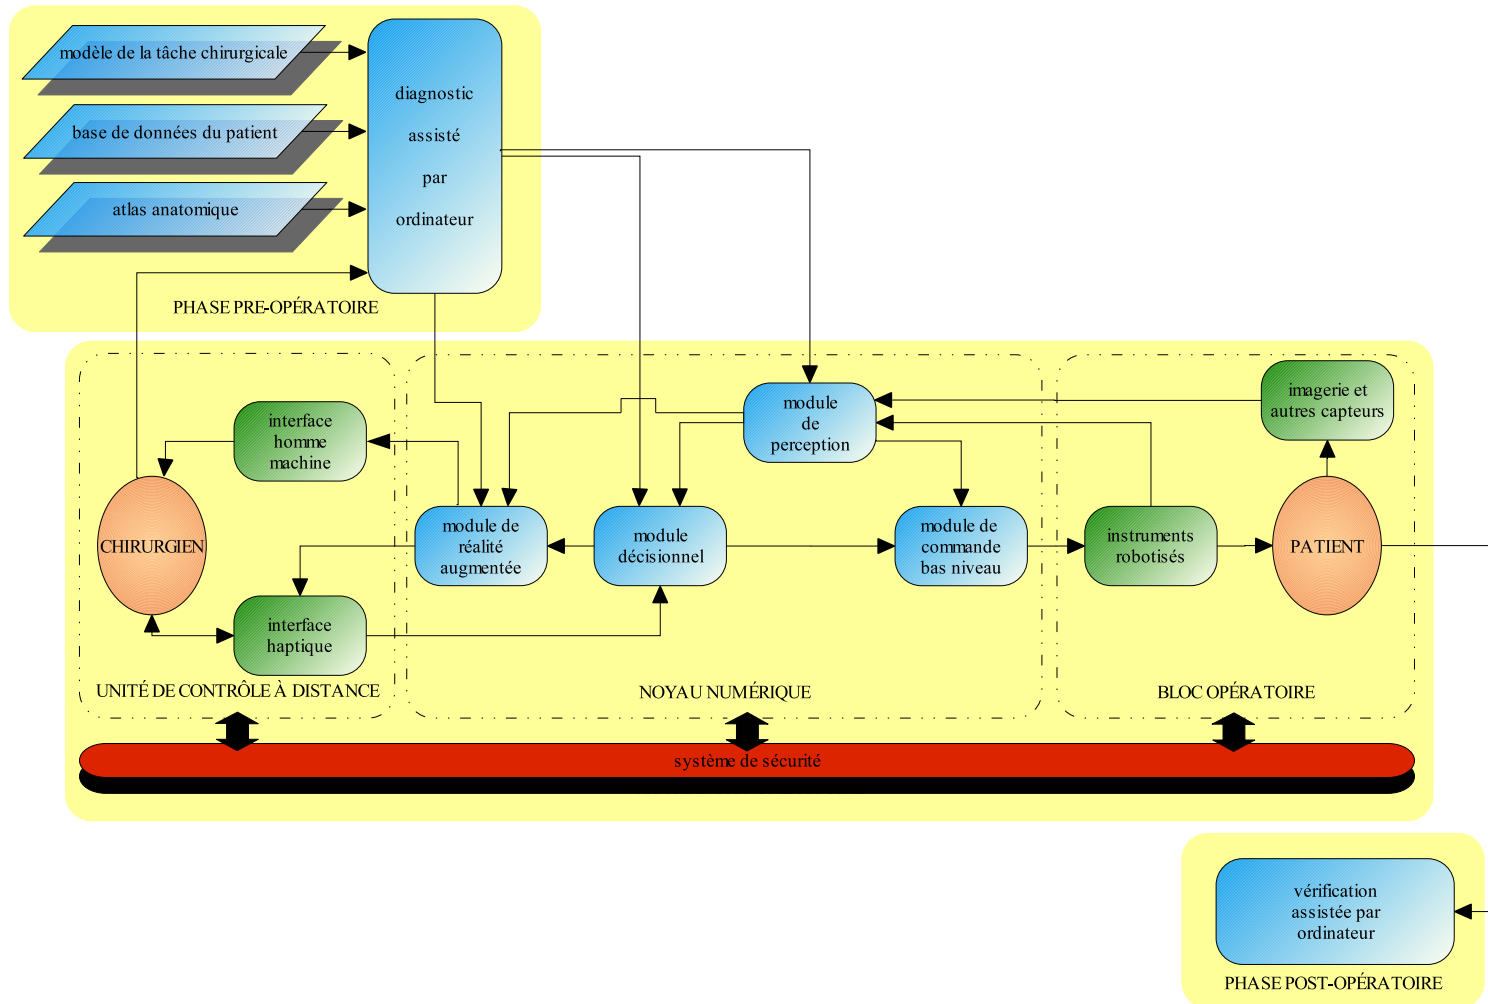 modèle de la tâche chirurgicale
base de données du patient
atlas anatomique
diagnostic
assisté
par
ordinateur
PHASE PRE-OPÉRATOIRE
interface
homme
machine
CHIRURGIEN
interface
haptique
UNITÉ DE CONTRÔLE À DISTANCE
module
de
perception
module de
réalité
augmentée
module
décisionnel
module de
commande
bas niveau
NOYAU NUMÉRIQUE
imagerie et
autres capteurs
instruments
robotisés
PATIENT
BLOC OPÉRATOIRE
système de sécurité
vérification
assistée par
ordinateur
PHASE POST-OPÉRATOIRE